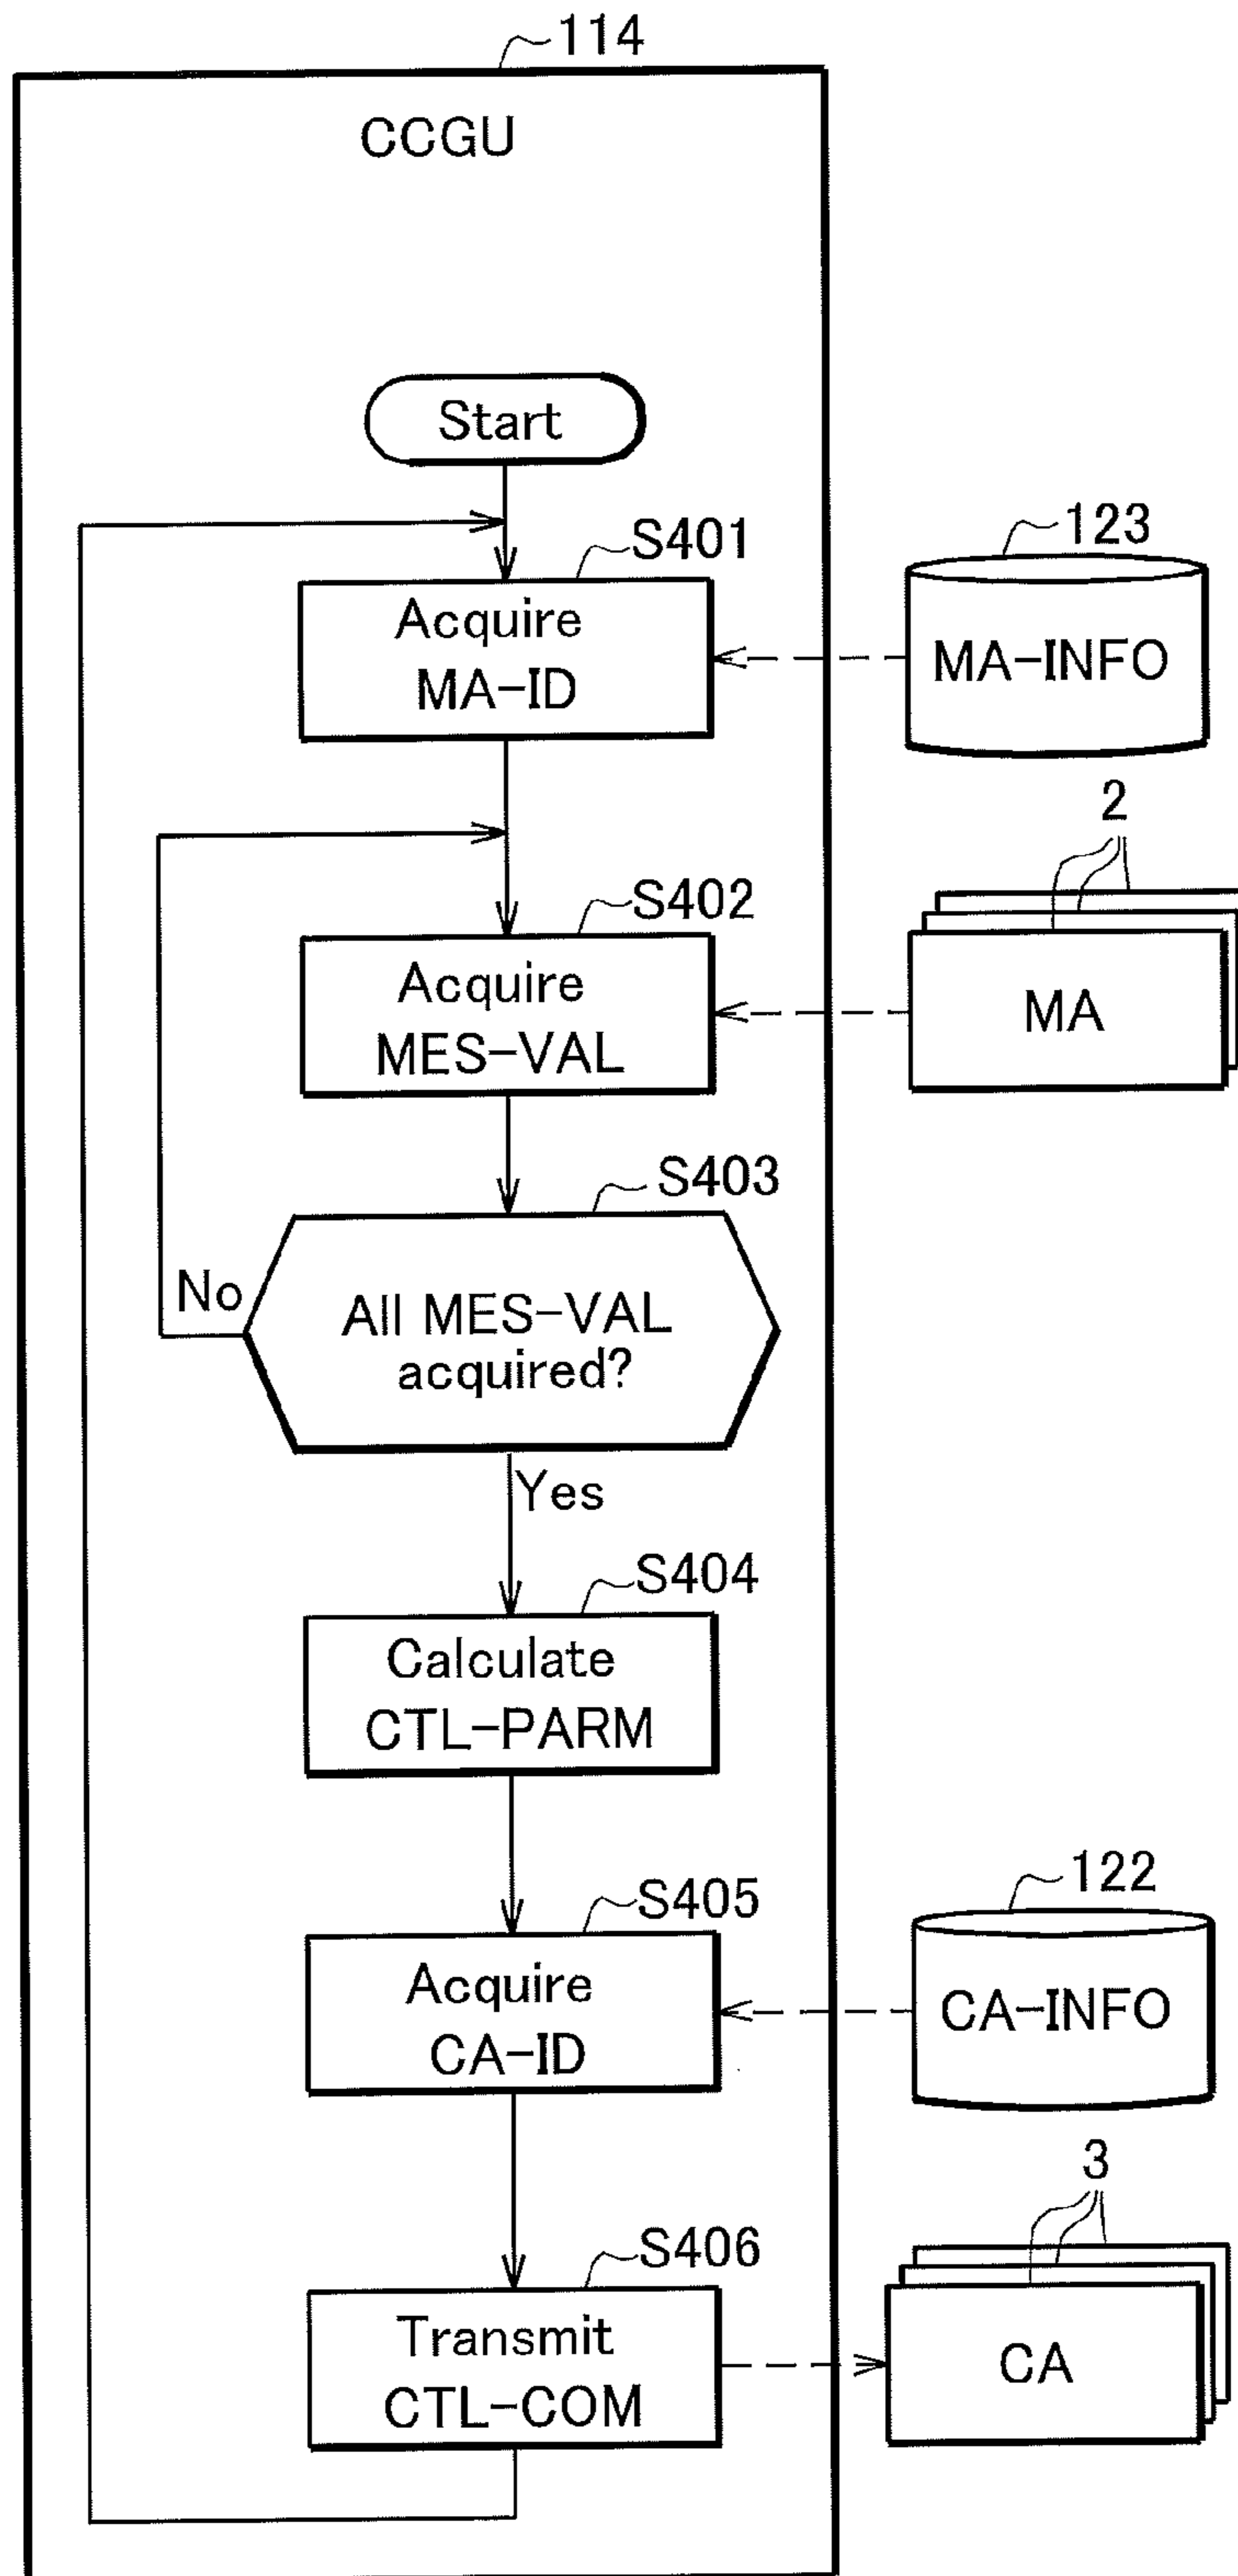 114
CCGU
Start
S401
Acquire
MA-ID
123
MA-INFO
2
S402
Acquire
MES-VAL
MA
S403
No
All MES-VAL
acquired?
Yes
S404
Calculate
CTL-PARM
S405
Acquire
CA-ID
122
CA-INFO
3
S406
Transmit
CTL-COM
CA